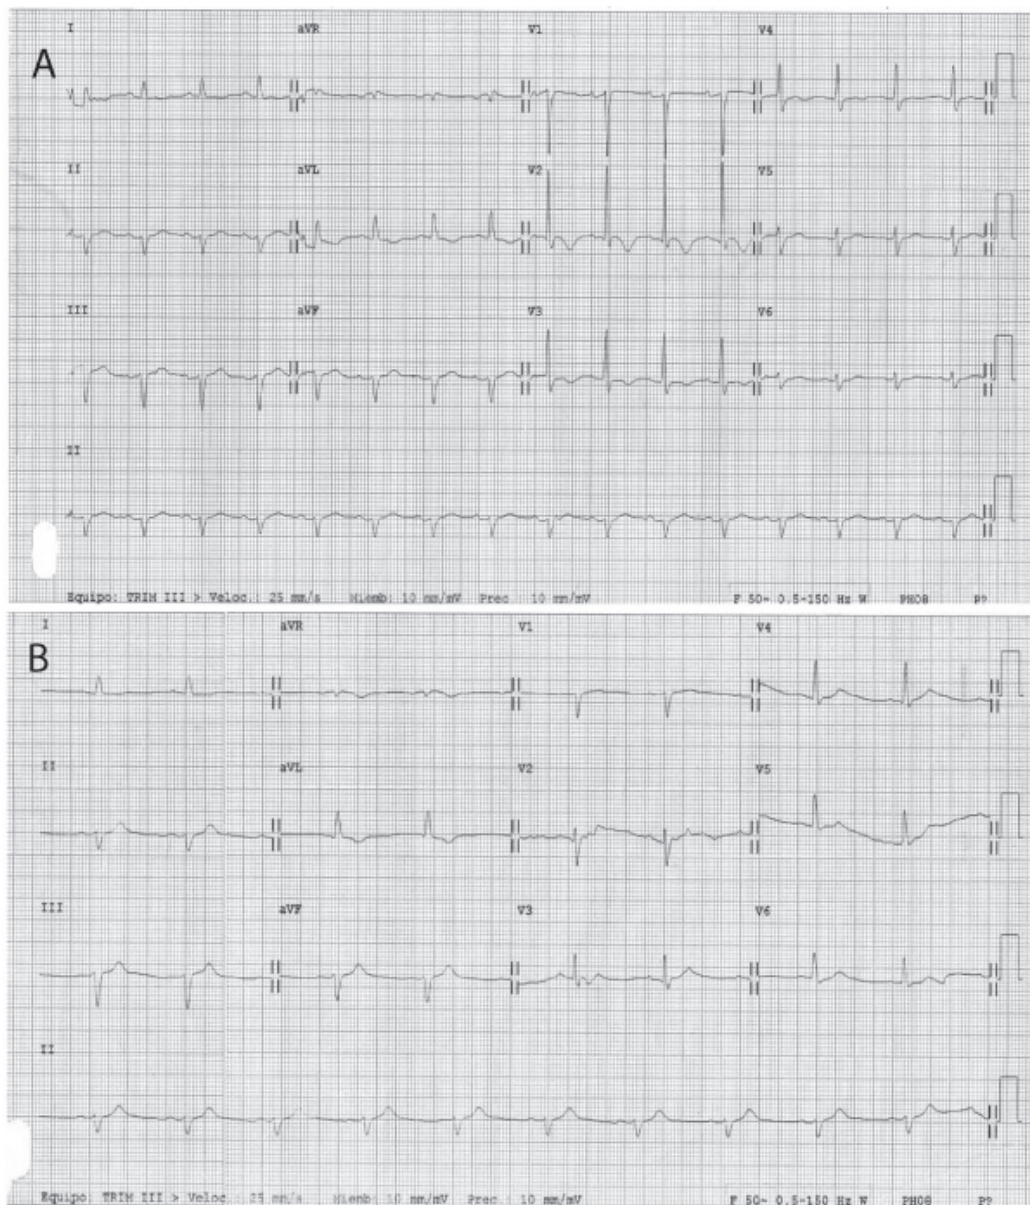 A
I aVR V1 V4
II aVL V2 V5
III aVF V3 V6
II
Equipo: TRIM III > Veloc.: 25 mm/s Miemb: 10 mm/mV Prec.: 10 mm/mV F 50~ 0.5-150 Hz W PH08 P?
B
I aVR V1 V4
II aVL V2 V5
III aVF V3 V6
II
Equipo: TRIM III > Veloc.: 25 mm/s Miemb: 10 mm/mV Prec.: 10 mm/mV F 50~ 0.5-150 Hz W PH08 P?